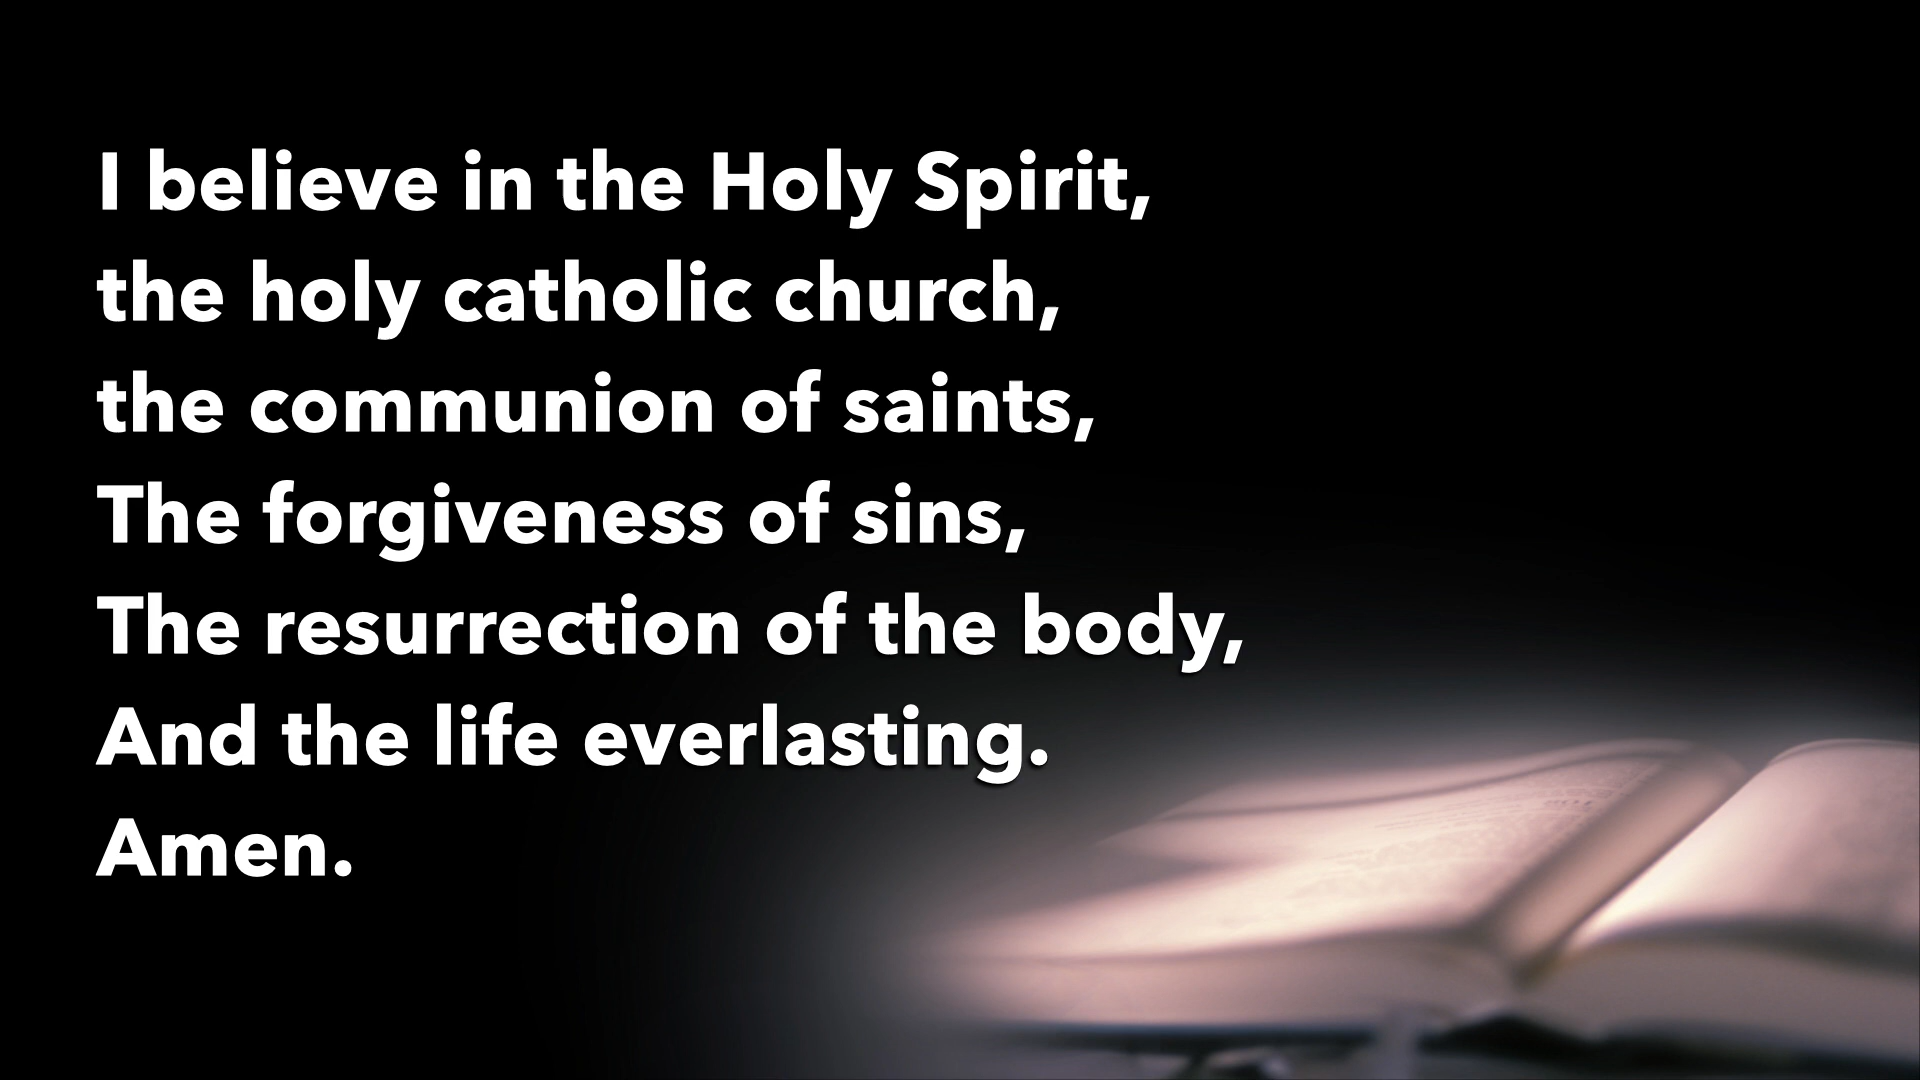 I believe in the Holy Spirit,
the holy catholic church,
the communion of saints,
The forgiveness of sins,
The resurrection of the body,
And the life everlasting.
Amen.